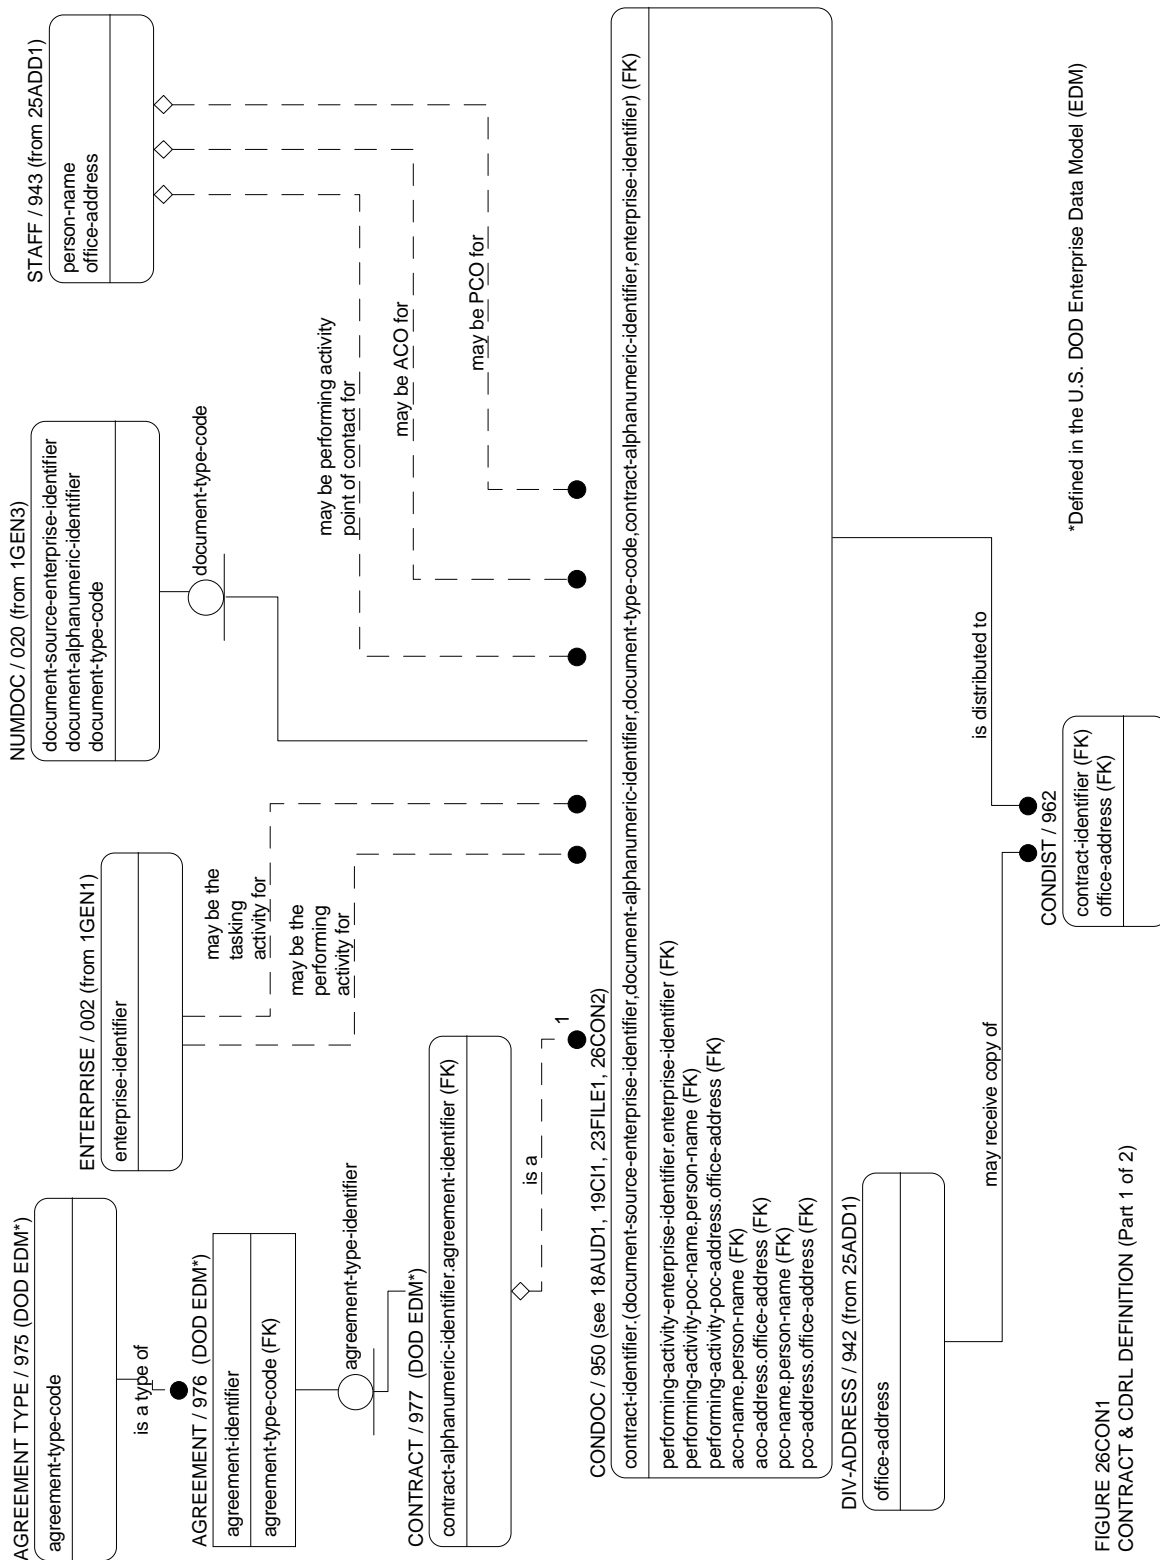 AGREEMENT TYPE / 975 (DOD EDM*)
agreement-type-code
is a type of
AGREEMENT / 976 (DOD EDM*)
agreement-identifier
agreement-type-code (FK)
agreement-type-identifier
CONTRACT / 977 (DOD EDM*)
contract-alphanumeric-identifier.agreement-identifier (FK)
is a
1
ENTERPRISE / 002 (from 1GEN1)
enterprise-identifier
may be the
tasking
activity for
may be the
performing
activity for
NUMDOC / 020 (from 1GEN3)
document-source-enterprise-identifier
document-alphanumeric-identifier
document-type-code
document-type-code
STAFF / 943 (from 25ADD1)
person-name
office-address
may be performing activity
point of contact for
may be ACO for
may be PCO for
CONDOC / 950 (see 18AUD1, 19CI1, 23FILE1, 26CON2)
contract-identifier.(document-source-enterprise-identifier,document-alphanumeric-identifier,document-type-code,contract-alphanumeric-identifier,enterprise-identifier) (FK)
performing-activity-enterprise-identifier.enterprise-identifier (FK)
performing-activity-poc-name.person-name (FK)
performing-activity-poc-address.office-address (FK)
aco-name.person-name (FK)
aco-address.office-address (FK)
pco-name.person-name (FK)
pco-address.office-address (FK)
DIV-ADDRESS / 942 (from 25ADD1)
office-address
may receive copy of
is distributed to
CONDIST / 962
contract-identifier (FK)
office-address (FK)
*Defined in the U.S. DOD Enterprise Data Model (EDM)
FIGURE 26CON1
CONTRACT & CDRL DEFINITION (Part 1 of 2)